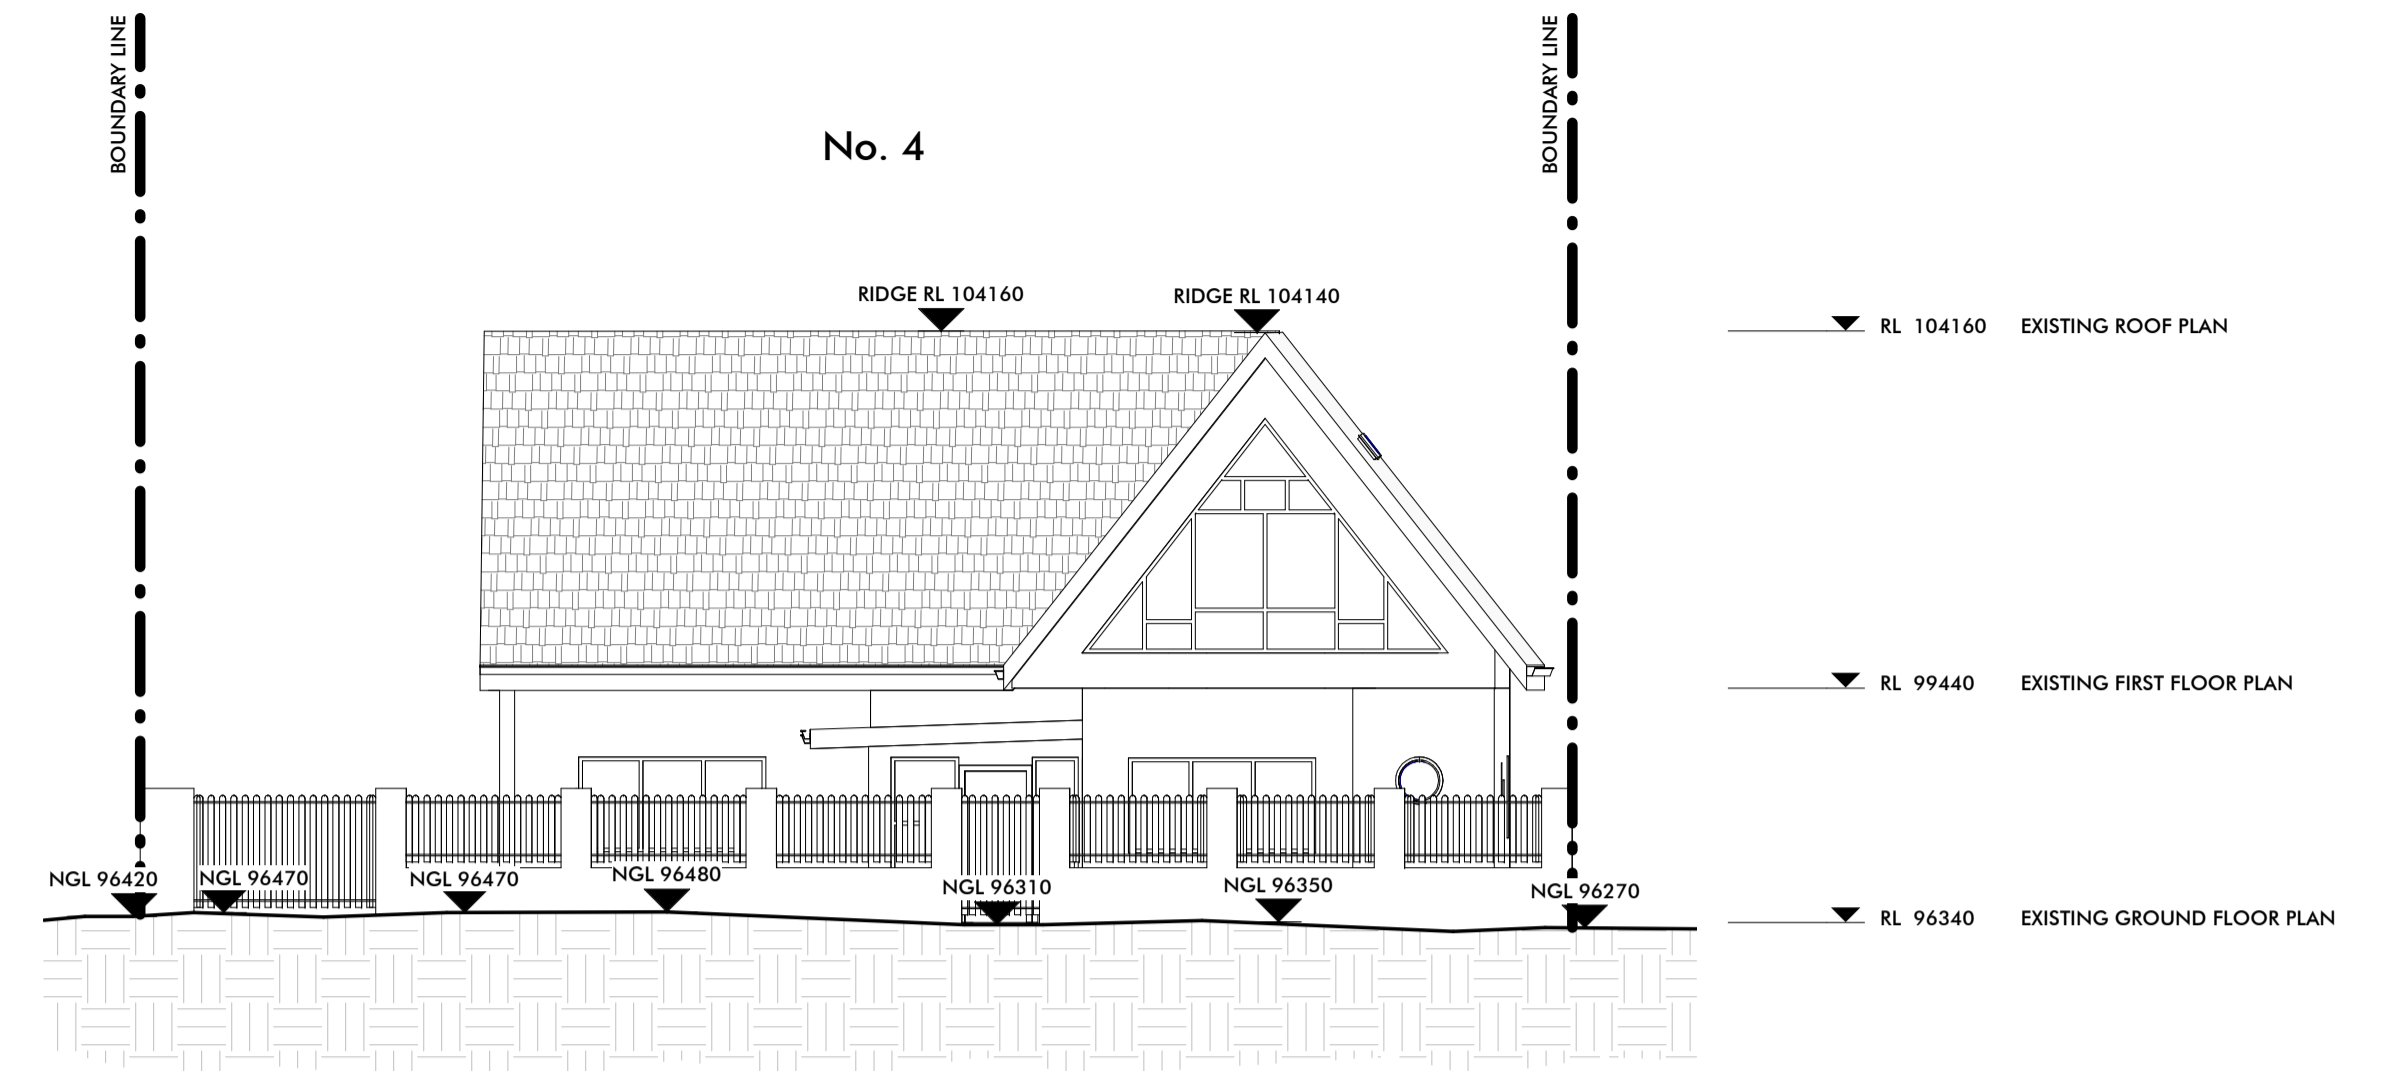 BOUNDARY LINE
BOUNDARY LINE
No. 4
RIDGE RL 104160
RIDGE RL 104140
RL 104160 EXISTING ROOF PLAN
RL 99440 EXISTING FIRST FLOOR PLAN
NGL 96420
NGL 96470
NGL 96470
NGL 96480
NGL 96310
NGL 96350
NGL 96270
RL 96340 EXISTING GROUND FLOOR PLAN